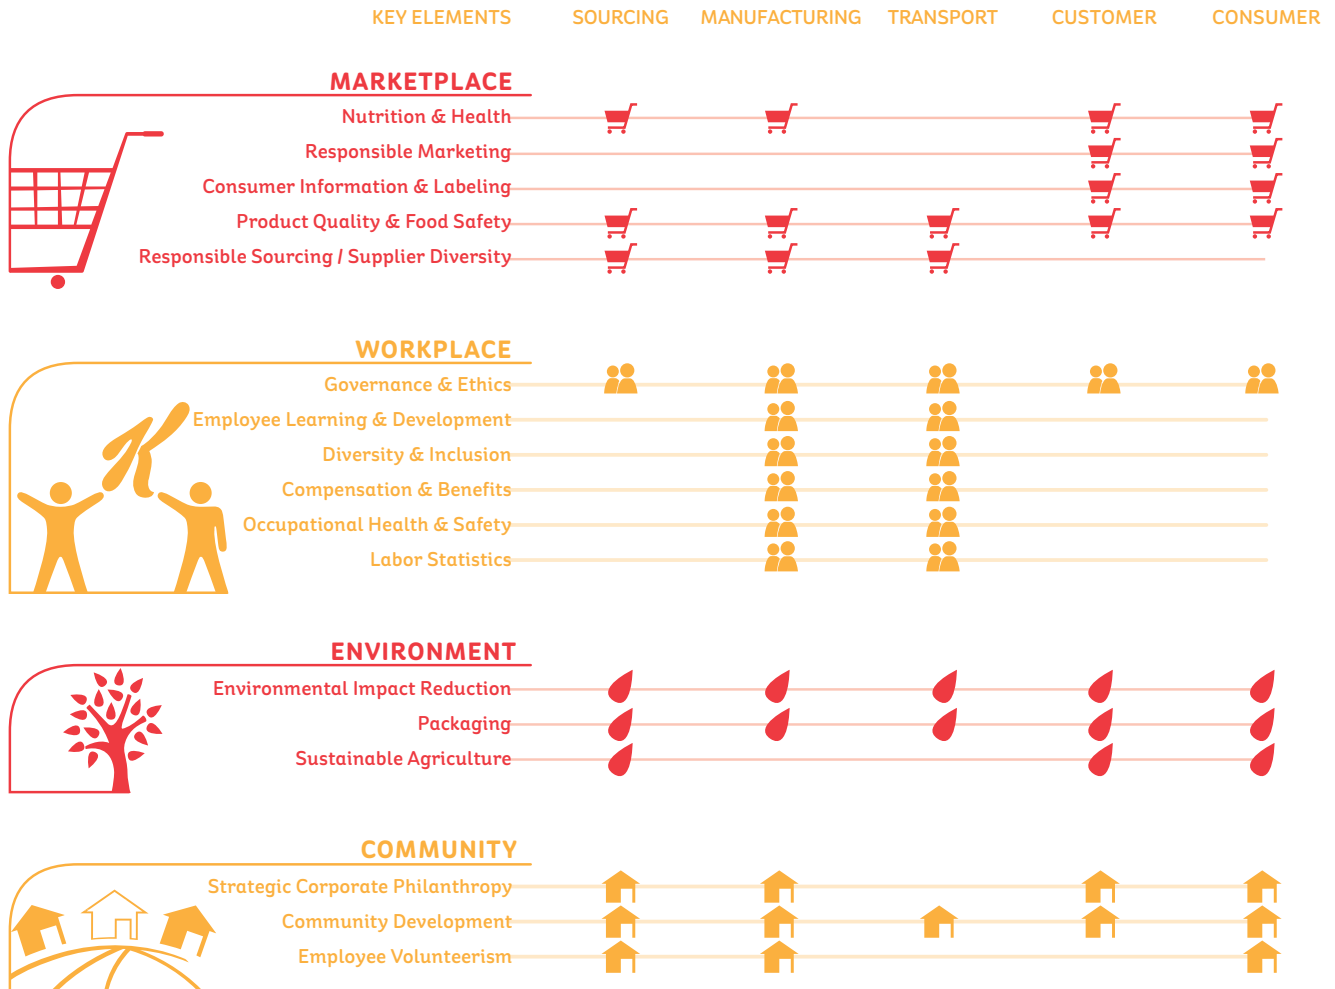 KEY ELEMENTS SOURCING MANUFACTURING TRANSPORT CUSTOMER CONSUMER
MARKETPLACE
Nutrition & Health
Responsible Marketing
Consumer Information & Labeling
Product Quality & Food Safety
Responsible Sourcing / Supplier Diversity
WORKPLACE
Governance & Ethics
Employee Learning & Development
Diversity & Inclusion
Compensation & Benefits
Occupational Health & Safety
Labor Statistics
ENVIRONMENT
Environmental Impact Reduction
Packaging
Sustainable Agriculture
COMMUNITY
Strategic Corporate Philanthropy
Community Development
Employee Volunteerism